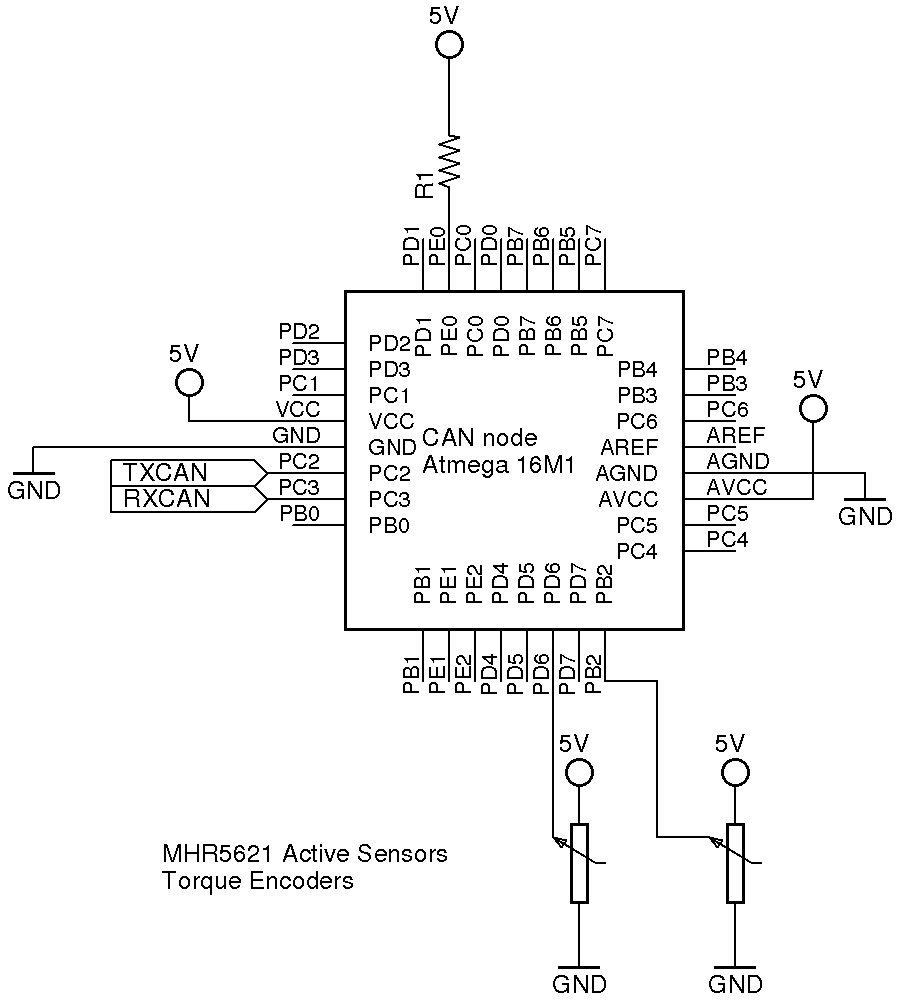 5V
R1
PD1 PE0 PC0 PD0 PB7 PB6 PB5 PC7
PD1 PE0 PC0 PD0 PB7 PB6 PB5 PC7
PD2 PD2
PD3 PD3
PC1 PC1
VCC VCC
GND GND
PC2 PC2
PC3 PC3
PB0 PB0
5V
GND
TXCAN
RXCAN
CAN node
Atmega 16M1
PB4 PB4
PB3 PB3
PC6 PC6
AREF AREF
AGND AGND
AVCC AVCC
PC5 PC5
PC4 PC4
5V
GND
PB1 PE1 PE2 PD4 PD5 PD6 PD7 PB2
PB1 PE1 PE2 PD4 PD5 PD6 PD7 PB2
5V 5V
MHR5621 Active Sensors
Torque Encoders
GND GND